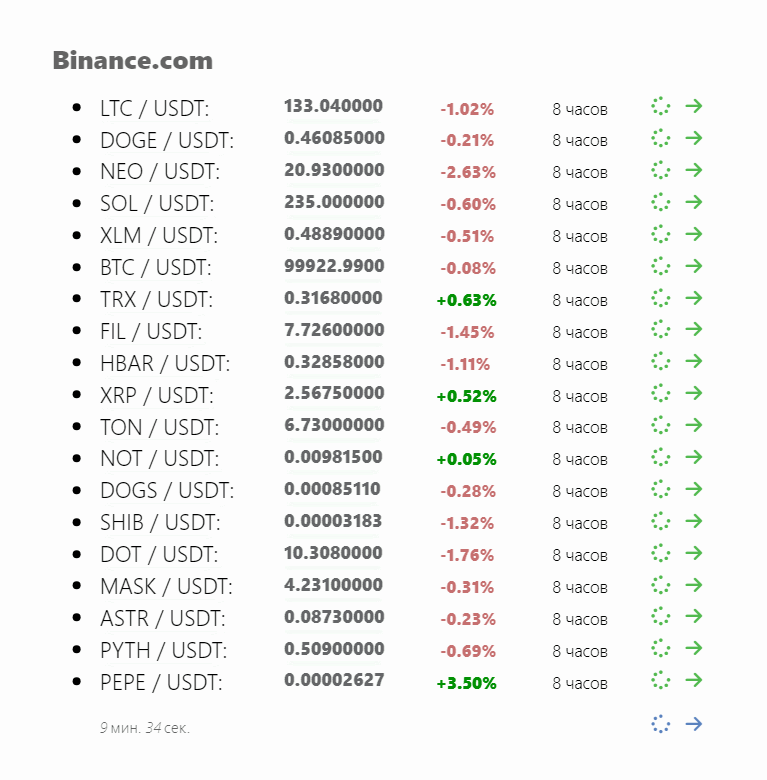 Binance.com
LTC / USDT: 133.040000 -1.02% 8 часов
DOGE / USDT: 0.46085000 -0.21% 8 часов
NEO / USDT: 20.9300000 -2.63% 8 часов
SOL / USDT: 235.000000 -0.60% 8 часов
XLM / USDT: 0.48890000 -0.51% 8 часов
BTC / USDT: 99922.9900 -0.08% 8 часов
TRX / USDT: 0.31680000 +0.63% 8 часов
FIL / USDT: 7.72600000 -1.45% 8 часов
HBAR / USDT: 0.32858000 -1.11% 8 часов
XRP / USDT: 2.56750000 +0.52% 8 часов
TON / USDT: 6.73000000 -0.49% 8 часов
NOT / USDT: 0.00981500 +0.05% 8 часов
DOGS / USDT: 0.00085110 -0.28% 8 часов
SHIB / USDT: 0.00003183 -1.32% 8 часов
DOT / USDT: 10.3080000 -1.76% 8 часов
MASK / USDT: 4.23100000 -0.31% 8 часов
ASTR / USDT: 0.08730000 -0.23% 8 часов
PYTH / USDT: 0.50900000 -0.69% 8 часов
PEPE / USDT: 0.00002627 +3.50% 8 часов
9 мин. 34 сек.